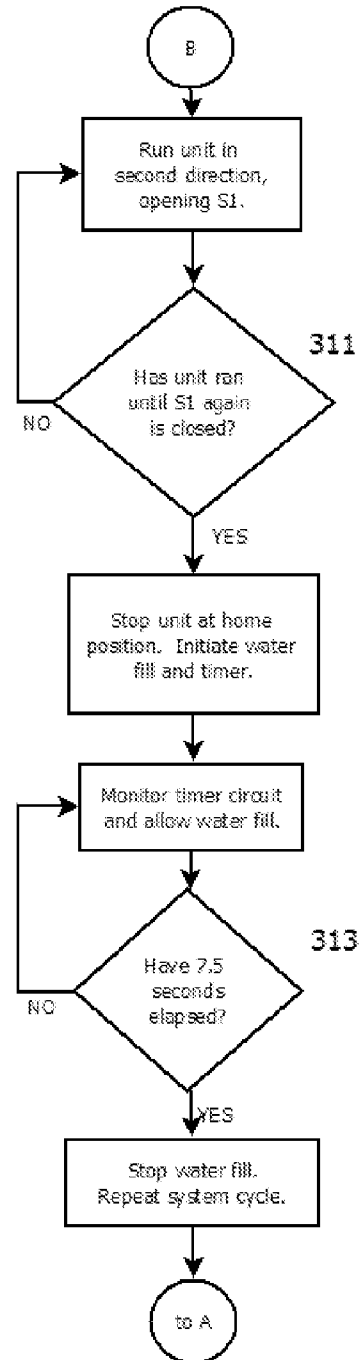 B
Run unit in
second direction,
opening S1.
311
Has unit ran
until S1 again
is closed?
NO
YES
Stop unit at home
position. Initiate water
fill and timer.
Monitor timer circuit
and allow water fill.
313
Have 7.5
seconds
elapsed?
NO
YES
Stop water fill.
Repeat system cycle.
to A